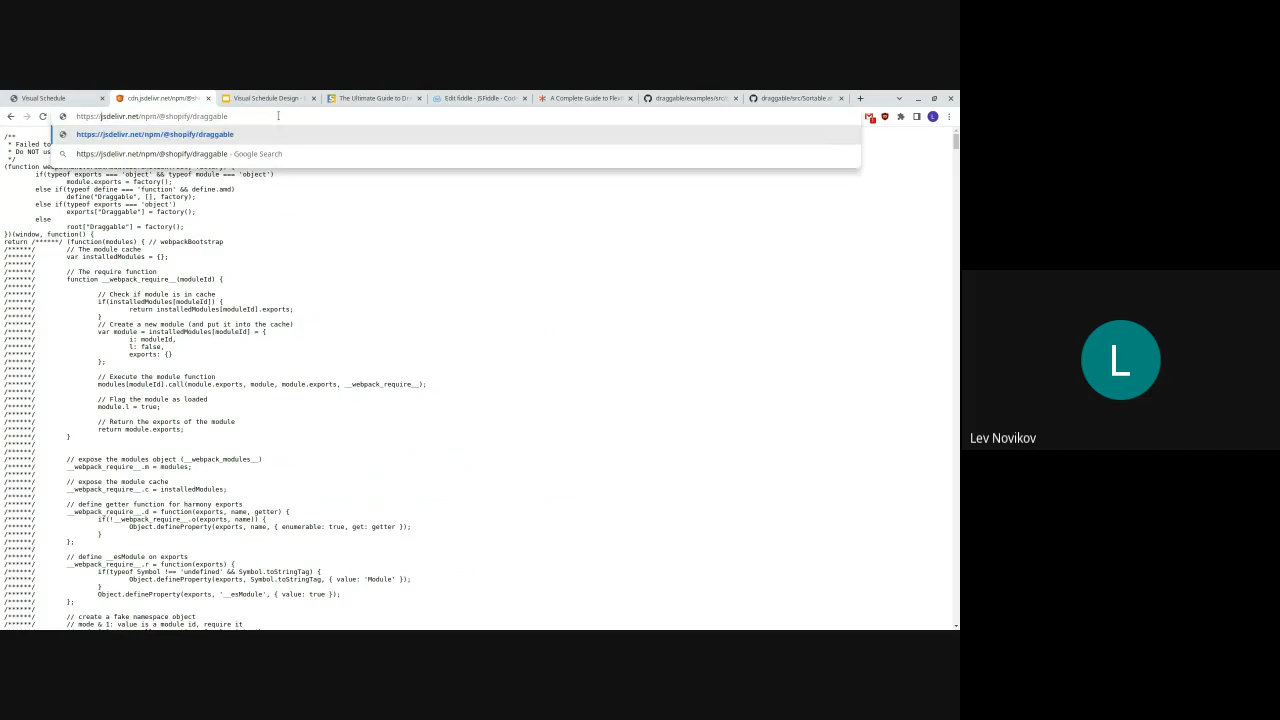 Visual Schedule
cdn.jsdelivr.net/npm/@sh
Visual Schedule Design -
The Ultimate Guide to Dra
Edit fiddle - JSFiddle - Cod
A Complete Guide to Flex
draggable/examples/src/
draggable/src/Sortable at
https://jsdelivr.net/npm/@shopify/draggable
https://jsdelivr.net/npm/@shopify/draggable
https://jsdelivr.net/npm/@shopify/draggable - Google Search
/**
 * Failed to
 * Do NOT us
 */
(function
if(typeof exports === 'object' && typeof module === 'object')
module.exports = factory();
else if(typeof define === 'function' && define.amd)
define("Draggable", [], factory);
else if(typeof exports === 'object')
exports["Draggable"] = factory();
else
root["Draggable"] = factory();
})(window, function() {
return /******/ (function(modules) { // webpackBootstrap
/******/ // The module cache
/******/ var installedModules = {};
/******/
/******/ // The require function
/******/ function __webpack_require__(moduleId) {
/******/
/******/ // Check if module is in cache
/******/ if(installedModules[moduleId]) {
/******/ return installedModules[moduleId].exports;
/******/ }
/******/ // Create a new module (and put it into the cache)
/******/ var module = installedModules[moduleId] = {
/******/ i: moduleId,
/******/ l: false,
/******/ exports: {}
/******/ };
/******/
/******/ // Execute the module function
/******/ modules[moduleId].call(module.exports, module, module.exports, __webpack_require__);
/******/
/******/ // Flag the module as loaded
/******/ module.l = true;
/******/
/******/ // Return the exports of the module
/******/ return module.exports;
/******/ }
/******/
/******/
/******/ // expose the modules object (__webpack_modules__)
/******/ __webpack_require__.m = modules;
/******/
/******/ // expose the module cache
/******/ __webpack_require__.c = installedModules;
/******/
/******/ // define getter function for harmony exports
/******/ __webpack_require__.d = function(exports, name, getter) {
/******/ if(!__webpack_require__.o(exports, name)) {
/******/ Object.defineProperty(exports, name, { enumerable: true, get: getter });
/******/ }
/******/ };
/******/
/******/ // define __esModule on exports
/******/ __webpack_require__.r = function(exports) {
/******/ if(typeof Symbol !== 'undefined' && Symbol.toStringTag) {
/******/ Object.defineProperty(exports, Symbol.toStringTag, { value: 'Module' });
/******/ }
/******/ Object.defineProperty(exports, '__esModule', { value: true });
/******/ };
/******/
/******/ // create a fake namespace object
/******/ // mode & 1: value is a module id, require it
L
L
Lev Novikov